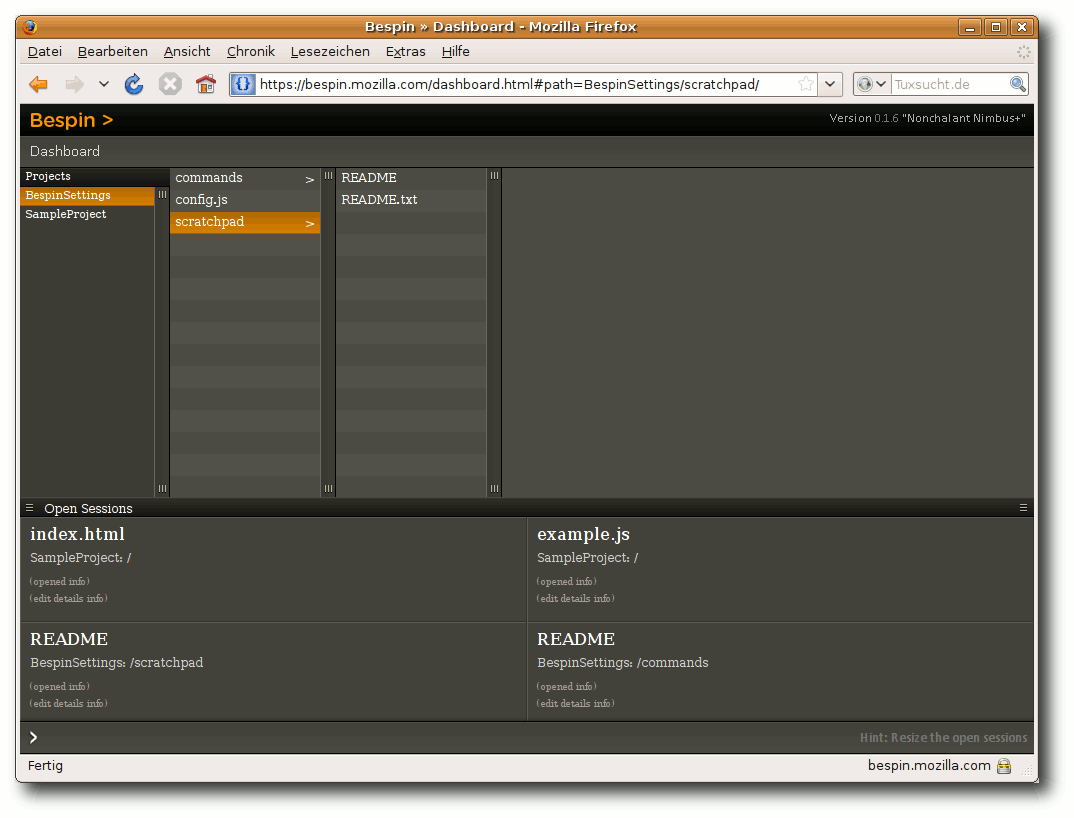 Bespin » Dashboard - Mozilla Firefox
Datei Bearbeiten Ansicht Chronik Lesezeichen Extras Hilfe
https://bespin.mozilla.com/dashboard.html#path=BespinSettings/scratchpad/ Tuxsucht.de
Bespin > Version 0.1.6 "Nonchalant Nimbus+"
Dashboard
Projects
BespinSettings
SampleProject
commands >
config.js
scratchpad >
README
README.txt
Open Sessions
index.html
SampleProject: /
(opened info)
(edit details info)
example.js
SampleProject: /
(opened info)
(edit details info)
README
BespinSettings: /scratchpad
(opened info)
(edit details info)
README
BespinSettings: /commands
(opened info)
(edit details info)
> Hint: Resize the open sessions
Fertig bespin.mozilla.com